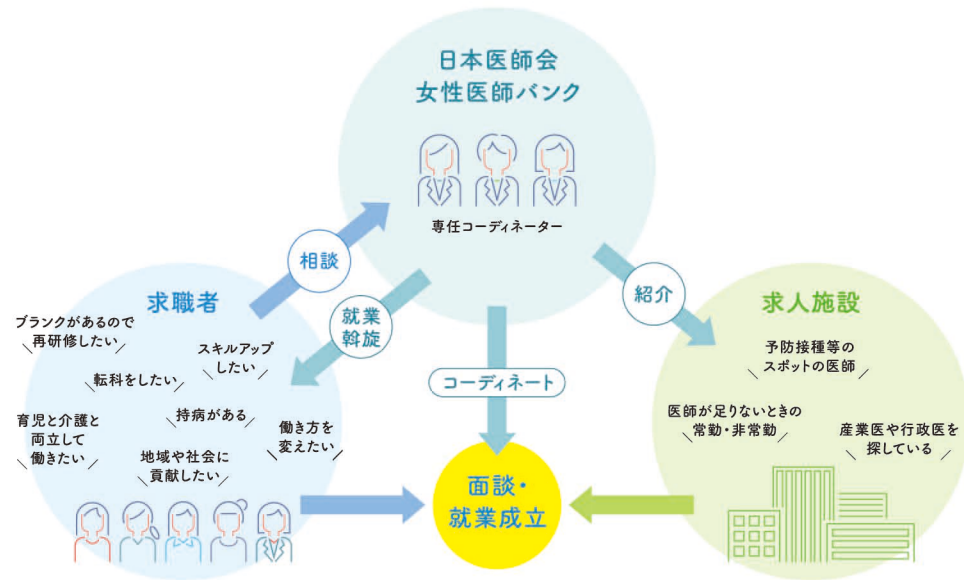 日本医師会
女性医師バンク
専任コーディネーター
相談
就業
斡旋
紹介
コーディネート
求職者
ブランクがあるので
再研修したい
スキルアップ
したい
転科をしたい
持病がある
育児と介護と
両立して
働きたい
働き方を
変えたい
地域や社会に
貢献したい
求人施設
予防接種等の
スポットの医師
医師が足りないときの
常勤・非常勤
産業医や行政医を
探している
面談・
就業成立